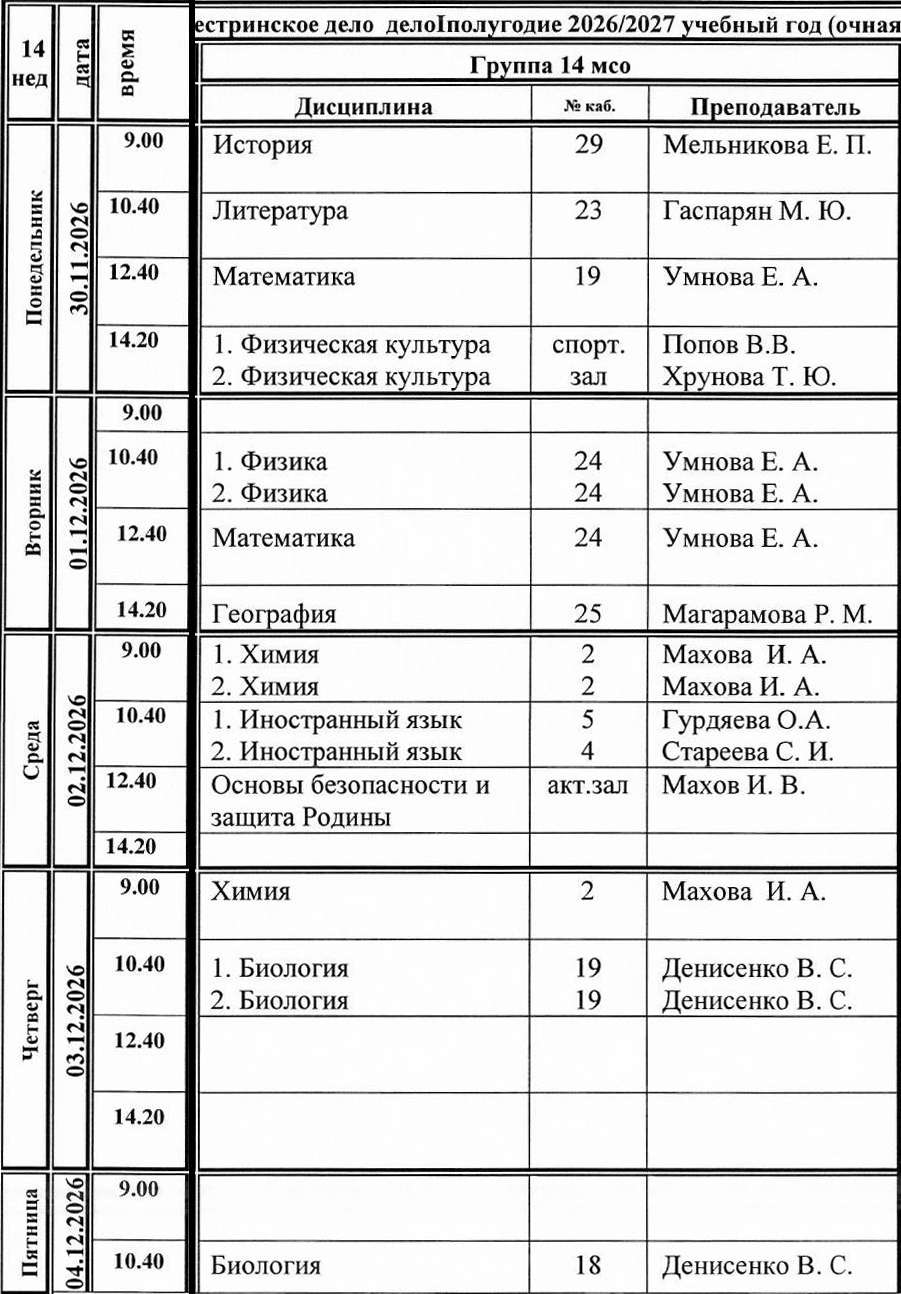 14 нед дата время естринское дело делоIполугодие 2026/2027 учебный год (очная
Группа 14 мсо
Дисциплина № каб. Преподаватель
Понедельник 30.11.2026
9.00 История 29 Мельникова Е. П.
10.40 Литература 23 Гаспарян М. Ю.
12.40 Математика 19 Умнова Е. А.
14.20 1. Физическая культура спорт. Попов В.В.
2. Физическая культура зал Хрунова Т. Ю.
Вторник 01.12.2026
9.00
10.40 1. Физика 24 Умнова Е. А.
2. Физика 24 Умнова Е. А.
12.40 Математика 24 Умнова Е. А.
14.20 География 25 Магарамова Р. М.
Среда 02.12.2026
9.00 1. Химия 2 Махова И. А.
2. Химия 2 Махова И. А.
10.40 1. Иностранный язык 5 Гурдяева О.А.
2. Иностранный язык 4 Стареева С. И.
12.40 Основы безопасности и акт.зал Махов И. В.
защита Родины
14.20
Четверг 03.12.2026
9.00 Химия 2 Махова И. А.
10.40 1. Биология 19 Денисенко В. С.
2. Биология 19 Денисенко В. С.
12.40
14.20
Пятница 04.12.2026
9.00
10.40 Биология 18 Денисенко В. С.